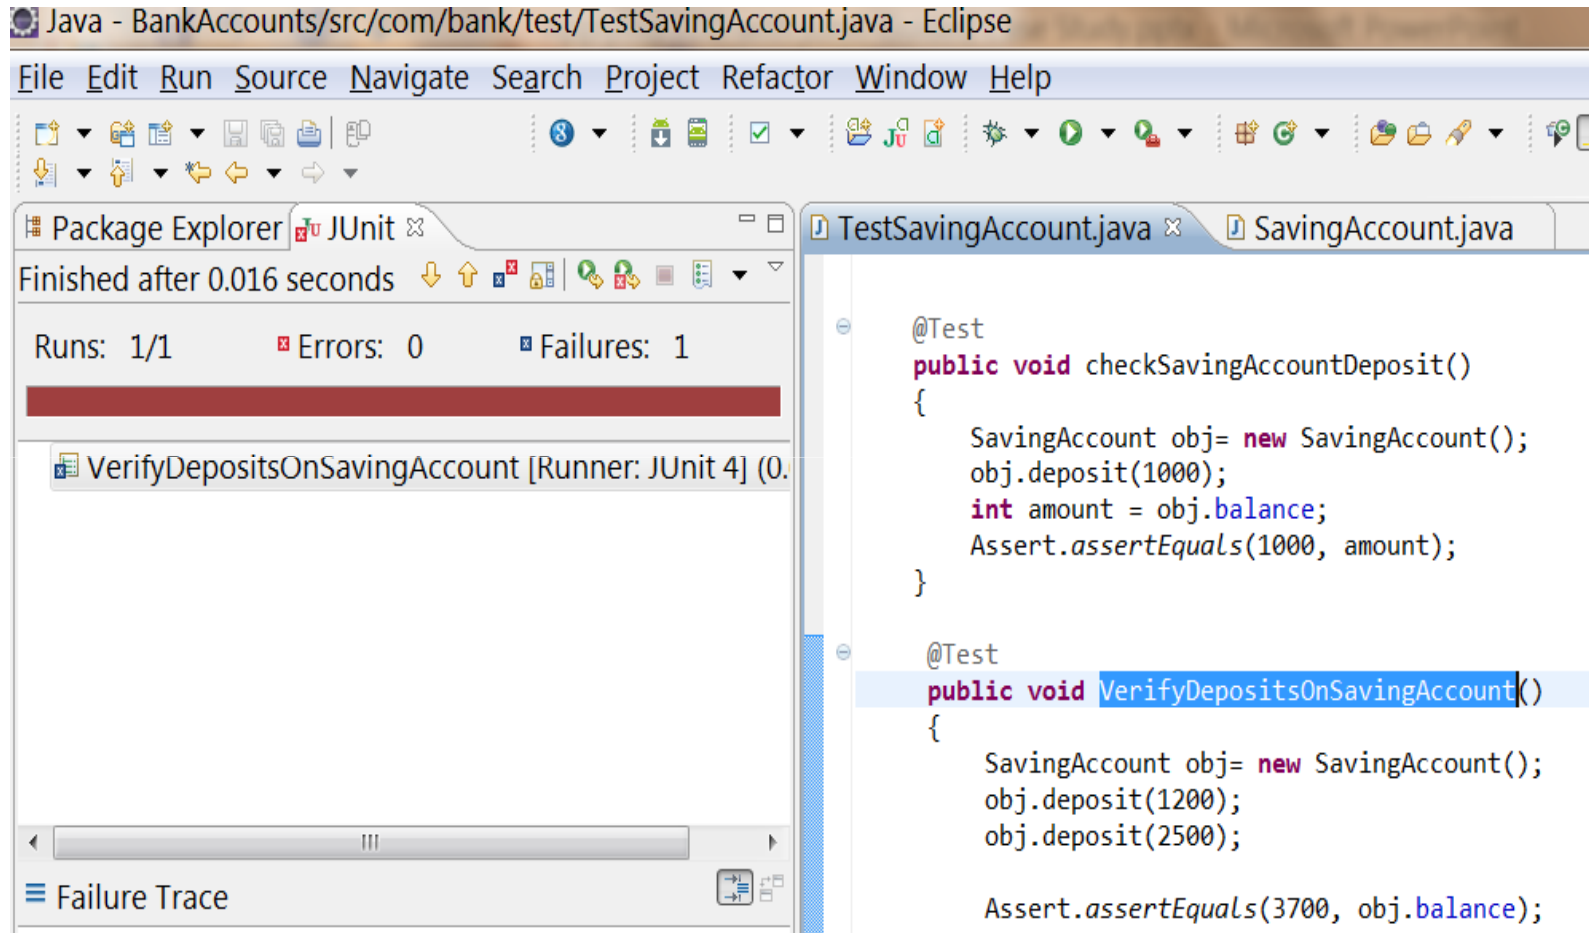 Java - BankAccounts/src/com/bank/test/TestSavingAccount.java - Eclipse
File Edit Run Source Navigate Search Project Refactor Window Help
Package Explorer JUnit
Finished after 0.016 seconds
Runs: 1/1 Errors: 0 Failures: 1
VerifyDepositsOnSavingAccount [Runner: JUnit 4] (0.
Failure Trace
TestSavingAccount.java SavingAccount.java
@Test
public void checkSavingAccountDeposit()
{
SavingAccount obj= new SavingAccount();
obj.deposit(1000);
int amount = obj.balance;
Assert.assertEquals(1000, amount);
}
@Test
public void VerifyDepositsOnSavingAccount()
{
SavingAccount obj= new SavingAccount();
obj.deposit(1200);
obj.deposit(2500);
Assert.assertEquals(3700, obj.balance);